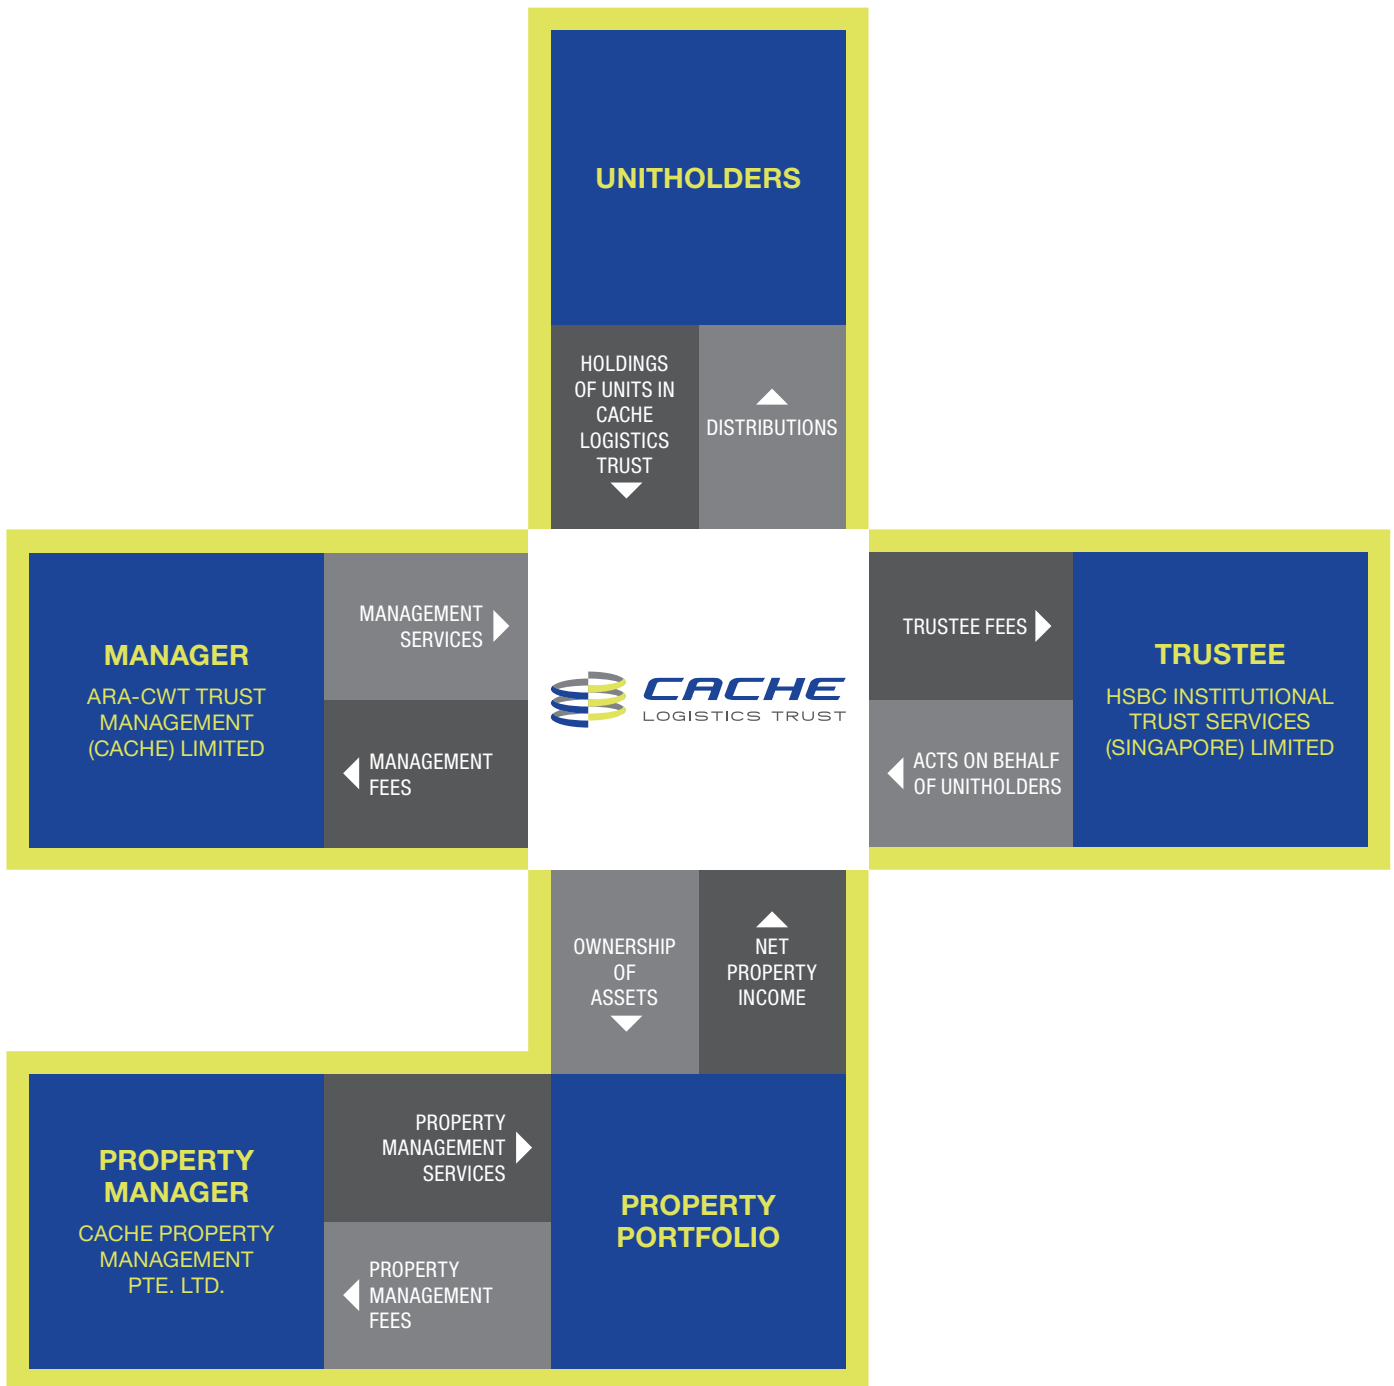 UNITHOLDERS
HOLDINGS
OF UNITS IN
CACHE
LOGISTICS
TRUST
DISTRIBUTIONS
MANAGER
ARA-CWT TRUST
MANAGEMENT
(CACHE) LIMITED
MANAGEMENT
SERVICES
MANAGEMENT
FEES
CACHE
LOGISTICS TRUST
TRUSTEE FEES
ACTS ON BEHALF
OF UNITHOLDERS
TRUSTEE
HSBC INSTITUTIONAL
TRUST SERVICES
(SINGAPORE) LIMITED
OWNERSHIP
OF
ASSETS
NET
PROPERTY
INCOME
PROPERTY
MANAGER
CACHE PROPERTY
MANAGEMENT
PTE. LTD.
PROPERTY
MANAGEMENT
SERVICES
PROPERTY
MANAGEMENT
FEES
PROPERTY
PORTFOLIO